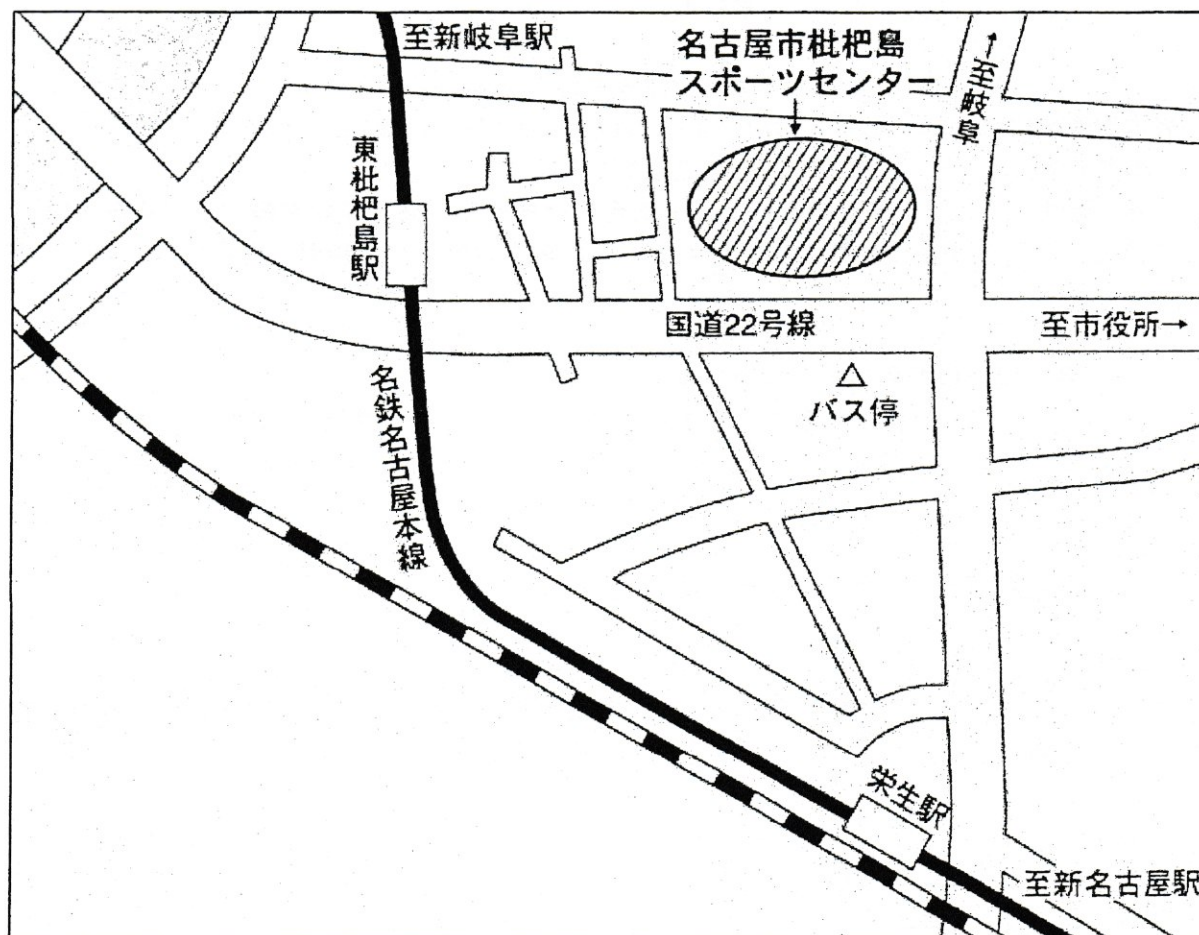 至新岐阜駅
名古屋市枇杷島
スポーツセンター
↑至岐阜
東枇杷島駅
国道22号線
至市役所→
△
バス停
名鉄名古屋本線
栄生駅
至新名古屋駅